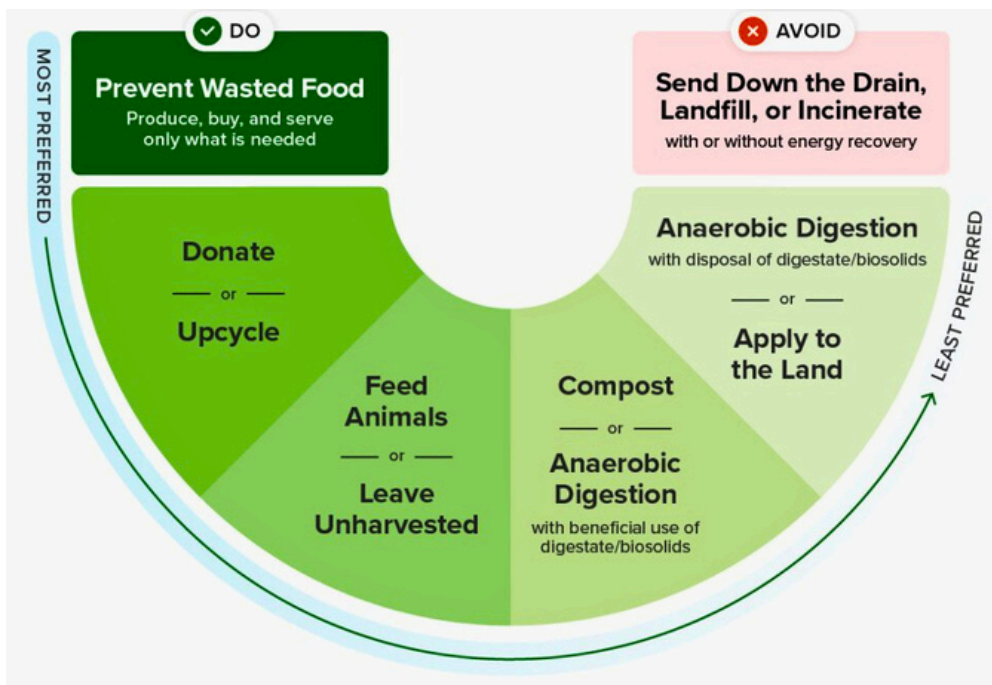 DO
Prevent Wasted Food
Produce, buy, and serve
only what is needed
AVOID
Send Down the Drain,
Landfill, or Incinerate
with or without energy recovery
MOST PREFERRED
Donate
or
Upcycle
Feed
Animals
or
Leave
Unharvested
Compost
or
Anaerobic
Digestion
with beneficial use of
digestate/biosolids
Anaerobic Digestion
with disposal of digestate/biosolids
or
Apply to
the Land
LEAST PREFERRED